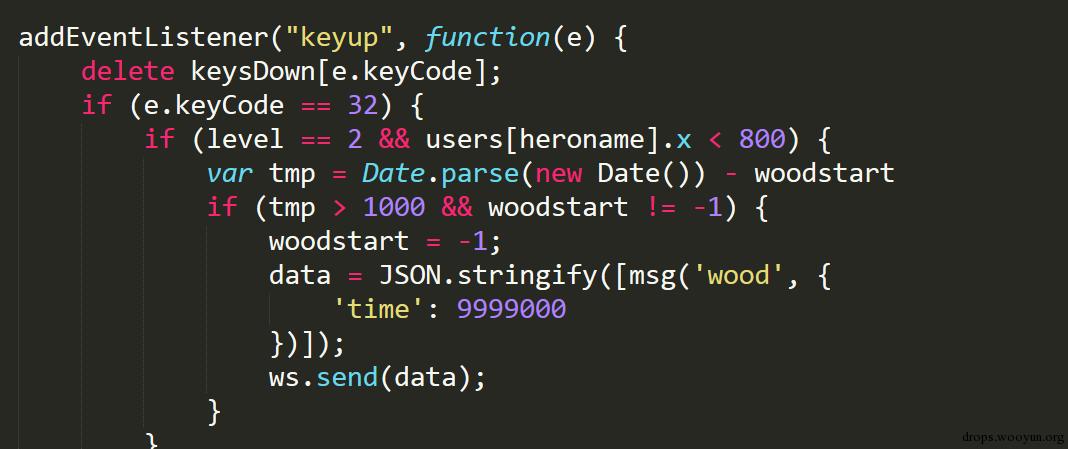 addEventListener("keyup", function(e) {
    delete keysDown[e.keyCode];
    if (e.keyCode == 32) {
        if (level == 2 && users[heroname].x < 800) {
            var tmp = Date.parse(new Date()) - woodstart
            if (tmp > 1000 && woodstart != -1) {
                woodstart = -1;
                data = JSON.stringify([msg('wood', {
                    'time': 9999000
                })]);
                ws.send(data);
            }
        }
drops.wooyun.org